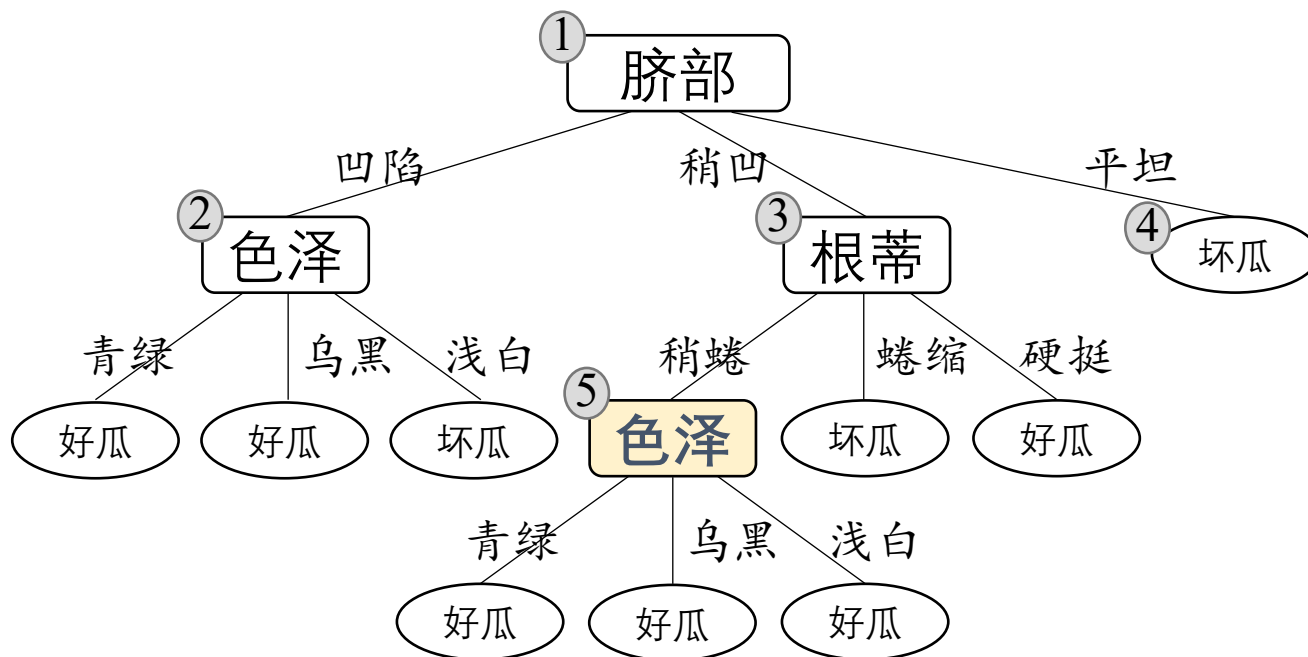 1
脐部
凹陷
稍凹
平坦
2
色泽
3
根蒂
4
坏瓜
青绿
乌黑
浅白
稍蜷
蜷缩
硬挺
好瓜
好瓜
坏瓜
5
色泽
坏瓜
好瓜
青绿
乌黑
浅白
好瓜
好瓜
好瓜